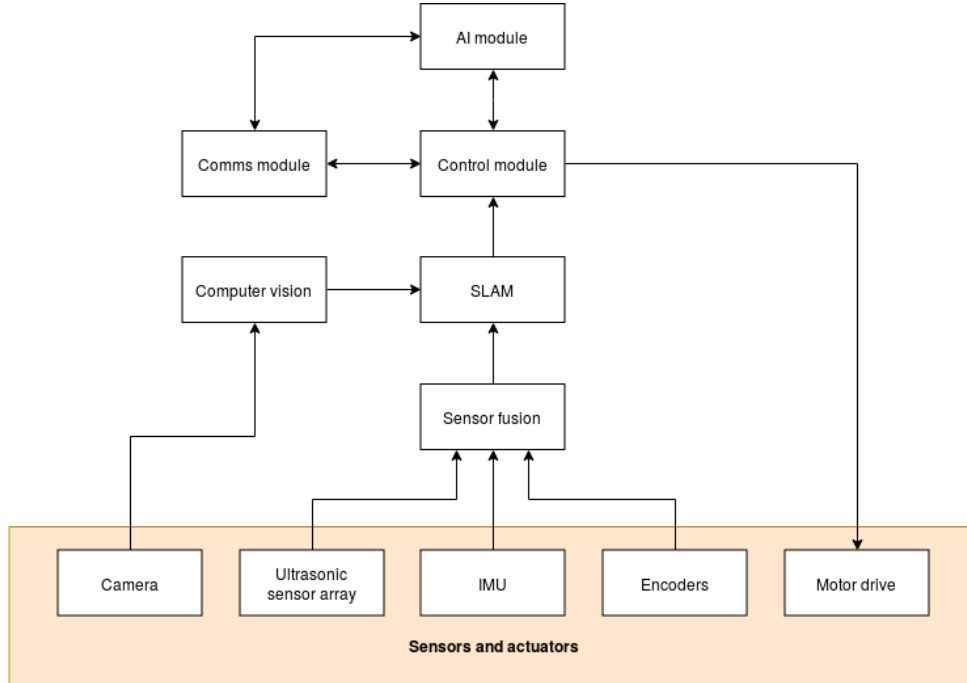 AI module
Comms module
Control module
Computer vision
SLAM
Sensor fusion
Camera
Ultrasonic
sensor array
IMU
Encoders
Motor drive
Sensors and actuators